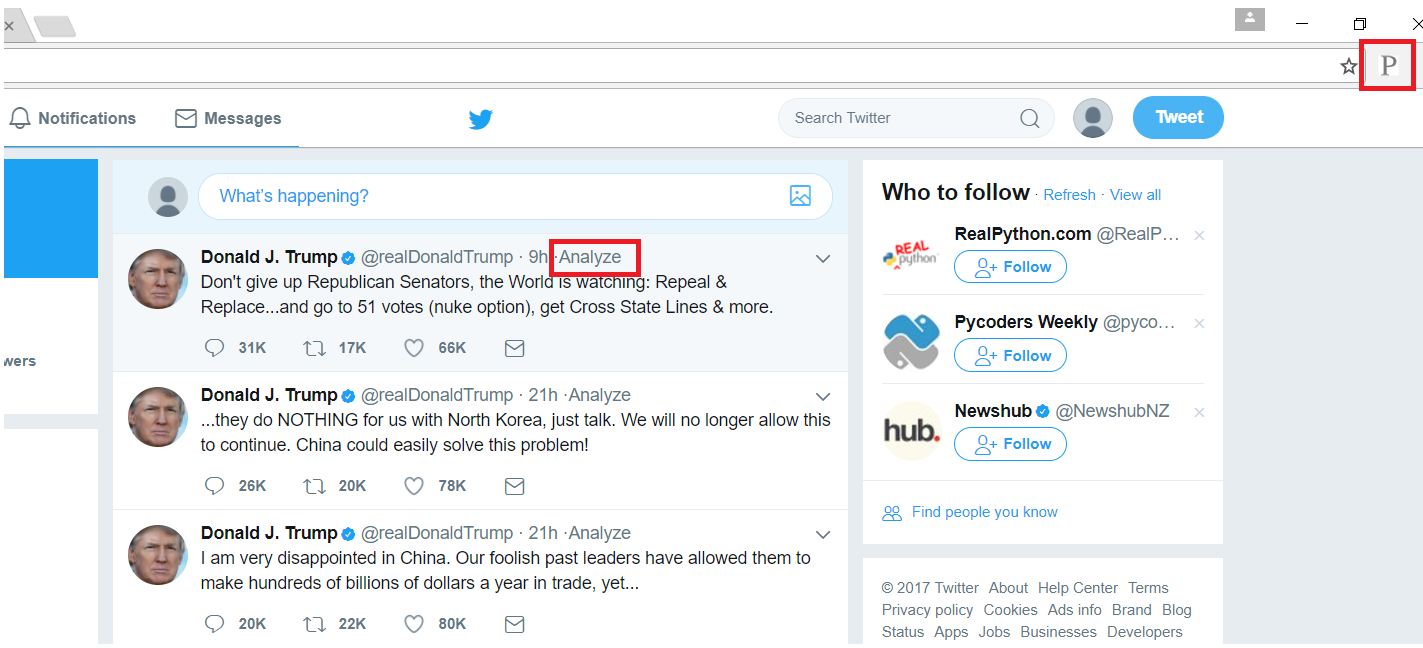 P
Notifications
Messages
Search Twitter
Tweet
What's happening?
Donald J. Trump @realDonaldTrump · 9h ·Analyze
Don't give up Republican Senators, the World is watching: Repeal &
Replace...and go to 51 votes (nuke option), get Cross State Lines & more.
31K 17K 66K
Donald J. Trump @realDonaldTrump · 21h ·Analyze
...they do NOTHING for us with North Korea, just talk. We will no longer allow this
to continue. China could easily solve this problem!
26K 20K 78K
Donald J. Trump @realDonaldTrump · 21h ·Analyze
I am very disappointed in China. Our foolish past leaders have allowed them to
make hundreds of billions of dollars a year in trade, yet...
20K 22K 80K
wers
Who to follow · Refresh · View all
REAL
python
RealPython.com @RealP...
Follow
Pycoders Weekly @pyco...
Follow
hub.
Newshub @NewshubNZ
Follow
Find people you know
© 2017 Twitter About Help Center Terms
Privacy policy Cookies Ads info Brand Blog
Status Apps Jobs Businesses Developers